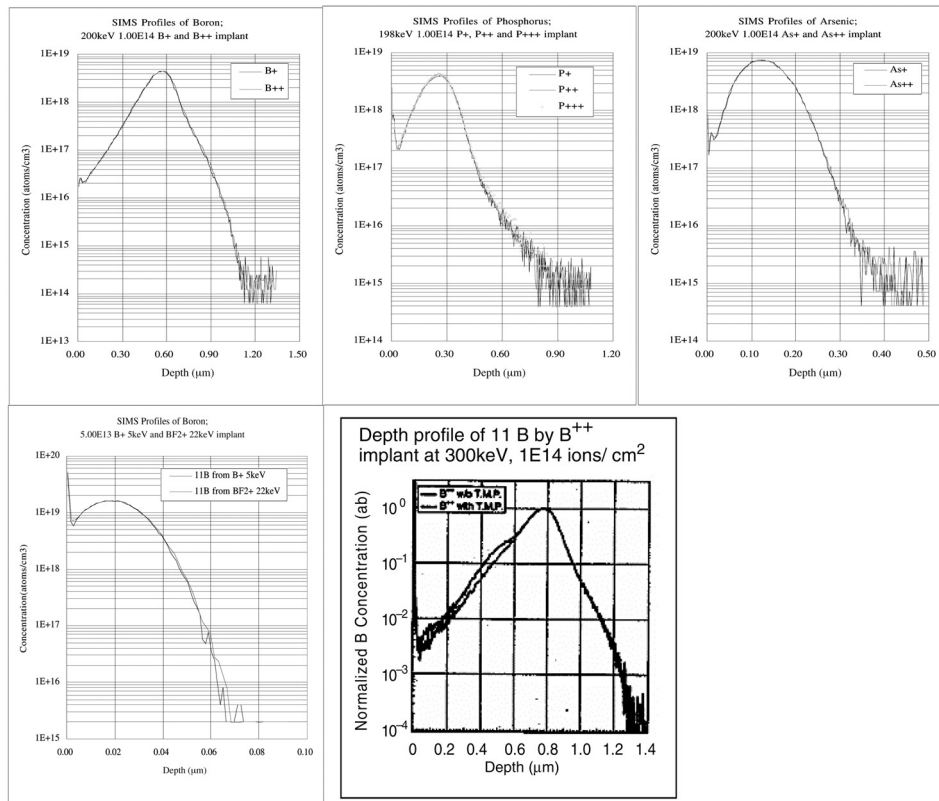 SIMS Profiles of Boron;
200keV 1.00E14 B+ and B++ implant
1E+19
1E+18
1E+17
1E+16
1E+15
1E+14
1E+13
Concentration (atoms/cm3)
B+
B++
0.00 0.30 0.60 0.90 1.20 1.50
Depth (μm)
SIMS Profiles of Phosphorus;
198keV 1.00E14 P+, P++ and P+++ implant
1E+19
1E+18
1E+17
1E+16
1E+15
1E+14
Concentration (atoms/cm3)
P+
P++
P+++
0.00 0.30 0.60 0.90 1.20
Depth (μm)
SIMS Profiles of Arsenic;
200keV 1.00E14 As+ and As++ implant
1E+19
1E+18
1E+17
1E+16
1E+15
1E+14
Concentration (atoms/cm3)
As+
As++
0.00 0.10 0.20 0.30 0.40 0.50
Depth (μm)
SIMS Profiles of Boron;
5.00E13 B+ 5keV and BF2+ 22keV implant
1E+20
1E+19
1E+18
1E+17
1E+16
1E+15
Concentration(atoms/cm3)
11B from B+ 5keV
11B from BF2+ 22keV
0.00 0.02 0.04 0.06 0.08 0.10
Depth (μm)
Depth profile of 11 B by B++
implant at 300keV, 1E14 ions/ cm2
Normalized B Concentration (ab)
B++ w/o T.M.P.
B++ with T.M.P.
100
10-1
10-2
10-3
10-4
0 0.2 0.4 0.6 0.8 1.0 1.2 1.4
Depth (μm)